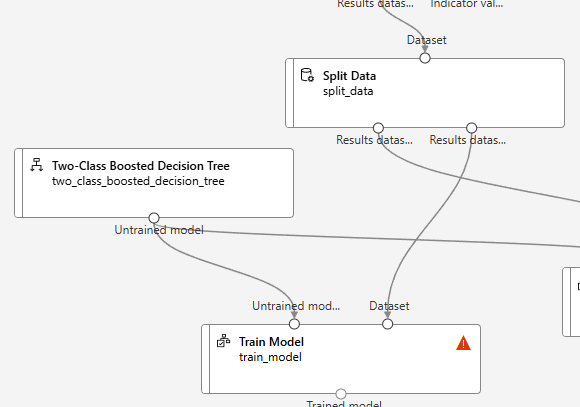 Results datas... Indicator val...
Dataset
Split Data
split_data
Results datas... Results datas...
Two-Class Boosted Decision Tree
two_class_boosted_decision_tree
Untrained model
Untrained mod... Dataset
Train Model
train_model
Trained model